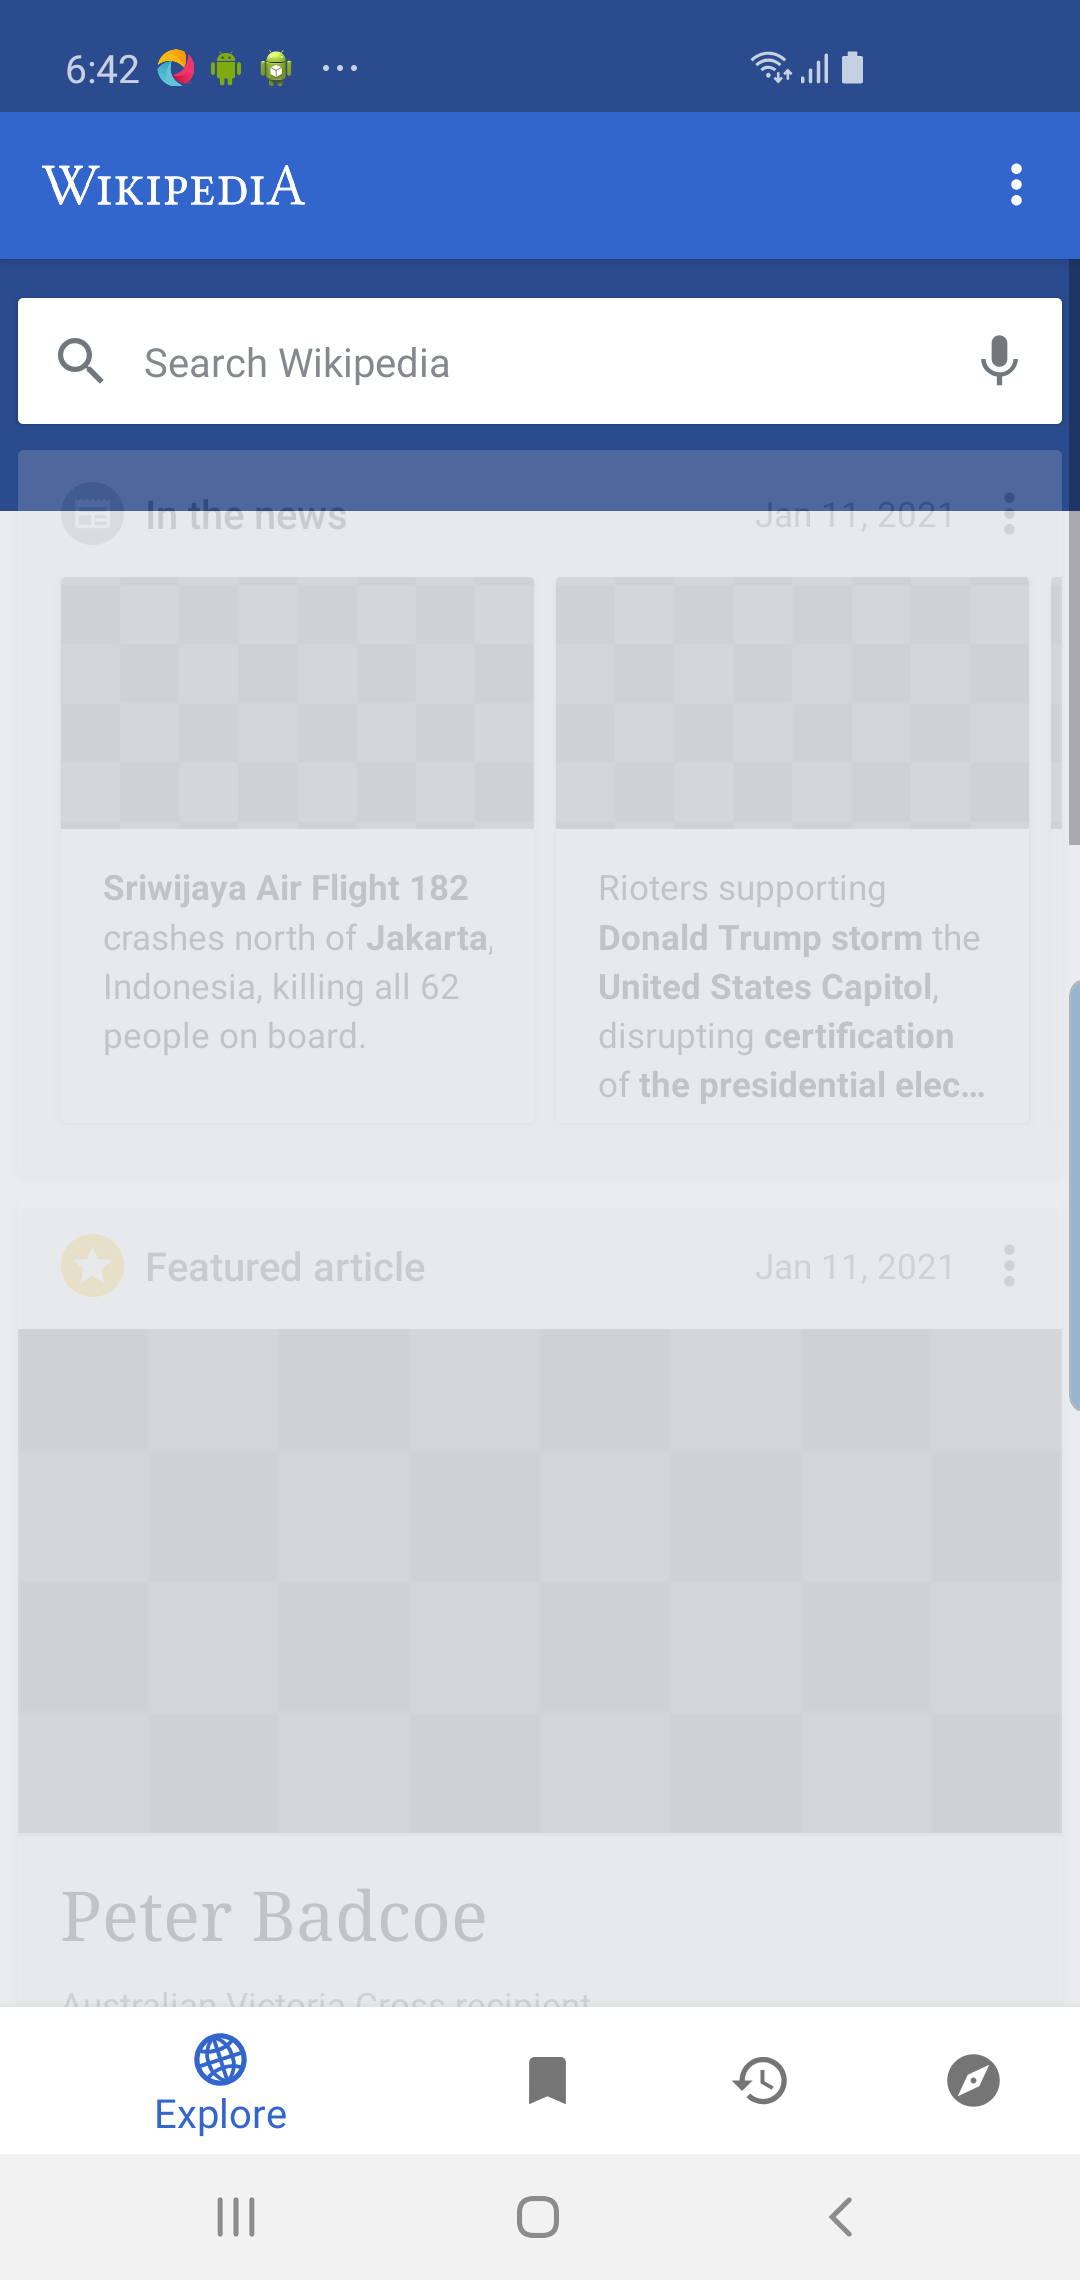 6:42
WIKIPEDIA
Search Wikipedia
In the news
Jan 11, 2021
Sriwijaya Air Flight 182
crashes north of Jakarta,
Indonesia, killing all 62
people on board.
Rioters supporting
Donald Trump storm the
United States Capitol,
disrupting certification
of the presidential elec...
Featured article
Jan 11, 2021
Peter Badcoe
Australian Victoria Cross recipient
Explore